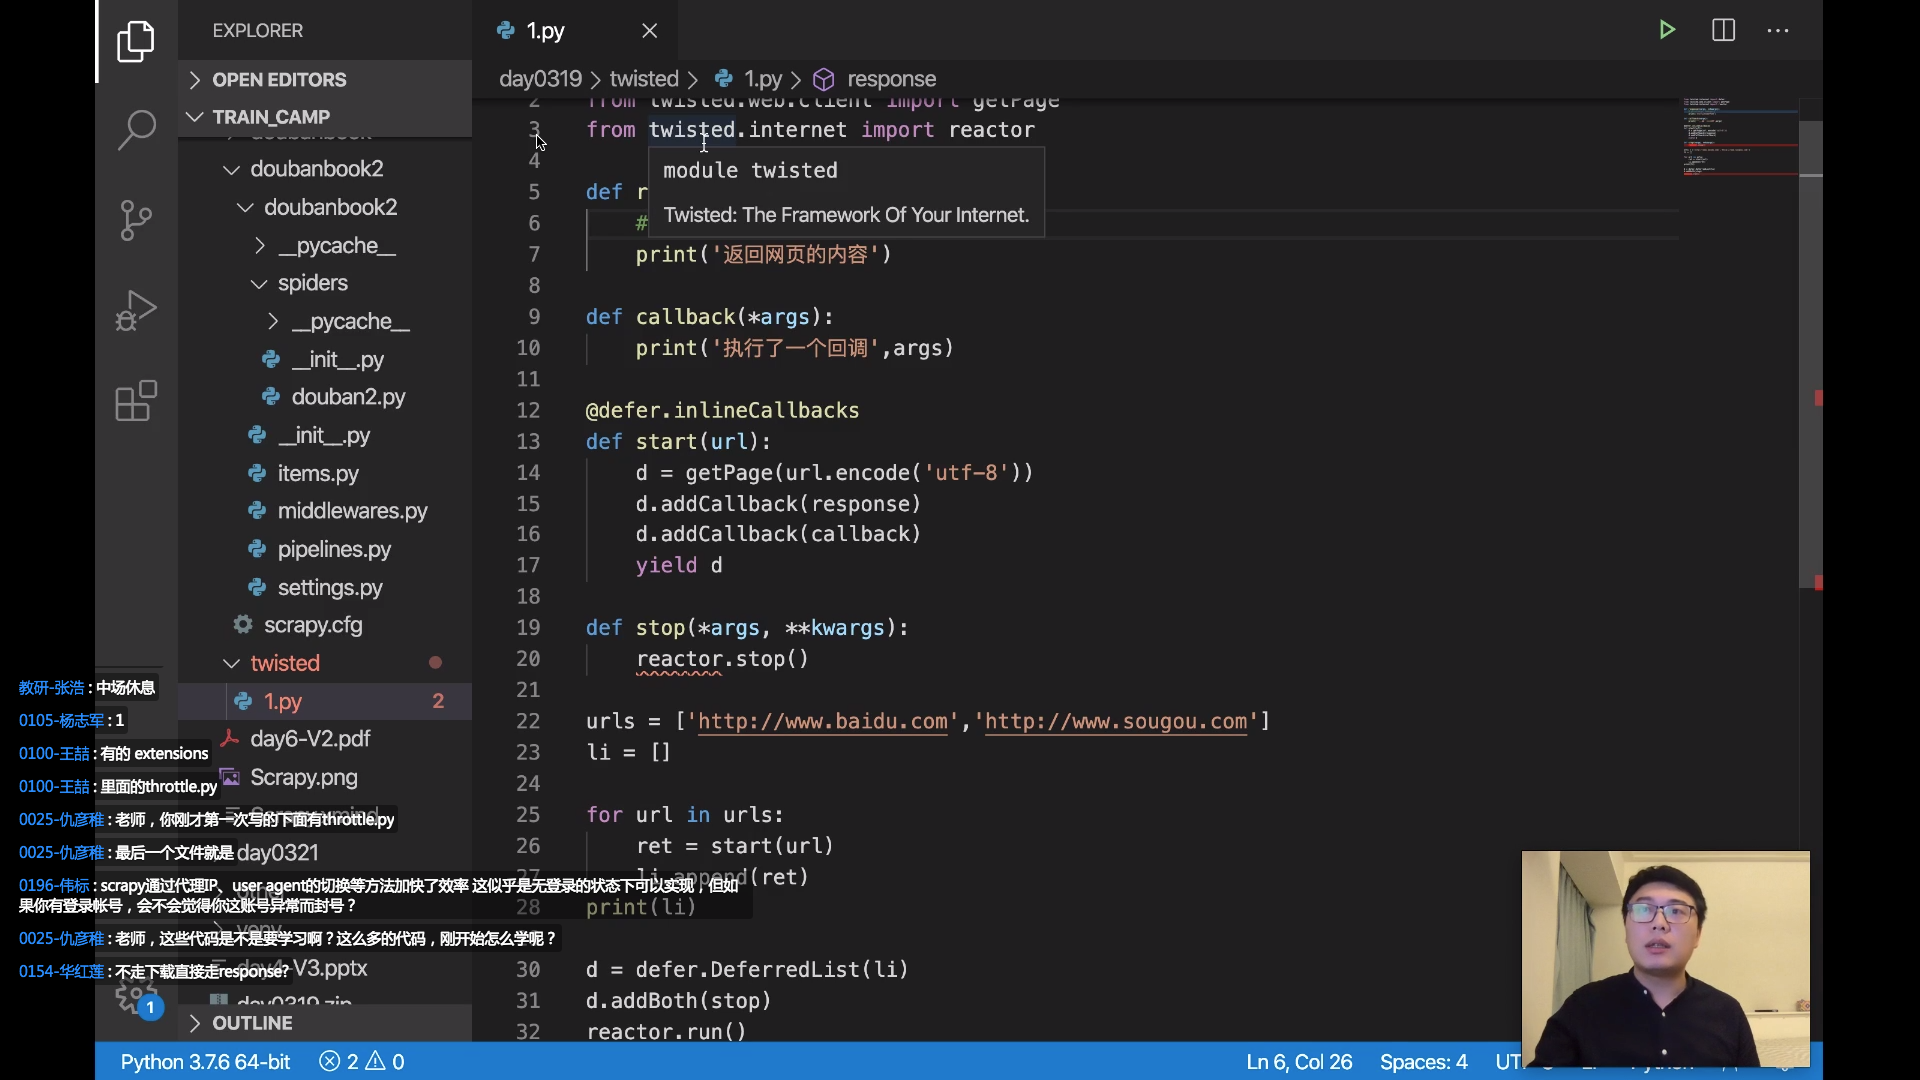 EXPLORER
OPEN EDITORS
TRAIN_CAMP
doubanbook2
doubanbook2
__pycache__
spiders
__pycache__
__init__.py
douban2.py
__init__.py
items.py
middlewares.py
pipelines.py
settings.py
scrapy.cfg
twisted
1.py 2
day6-V2.pdf
Scrapy.png
Scrapy.xmind
day0321
venv
day4-V3.pptx
day0319.zip
OUTLINE
教研-张浩 : 中场休息
0105-杨志军 : 1
0100-王喆 : 有的 extensions
0100-王喆 : 里面的throttle.py
0025-仇彦稚 : 老师，你刚才第一次写的下面有throttle.py
0025-仇彦稚 : 最后一个文件就是
0196-伟标 : scrapy通过代理IP、user agent的切换等方法加快了效率 这似乎是无登录的状态下可以实现，但如
果你有登录帐号，会不会觉得你这账号异常而封号？
0025-仇彦稚 : 老师，这些代码是不是要学习啊？这么多的代码，刚开始怎么学呢？
0154-华红莲 : 不走下载直接走response?
1
1.py
day0319 > twisted > 1.py > response
2 from twisted.web.client import getPage
3 from twisted.internet import reactor
module twisted
Twisted: The Framework Of Your Internet.
4
5 def r
6 #
7 print('返回网页的内容')
8
9 def callback(*args):
10 print('执行了一个回调',args)
11
12 @defer.inlineCallbacks
13 def start(url):
14 d = getPage(url.encode('utf-8'))
15 d.addCallback(response)
16 d.addCallback(callback)
17 yield d
18
19 def stop(*args, **kwargs):
20 reactor.stop()
21
22 urls = ['http://www.baidu.com','http://www.sougou.com']
23 li = []
24
25 for url in urls:
26 ret = start(url)
27 li.append(ret)
28 print(li)
30 d = defer.DeferredList(li)
31 d.addBoth(stop)
32 reactor.run()
Python 3.7.6 64-bit 2 0
Ln 6, Col 26 Spaces: 4